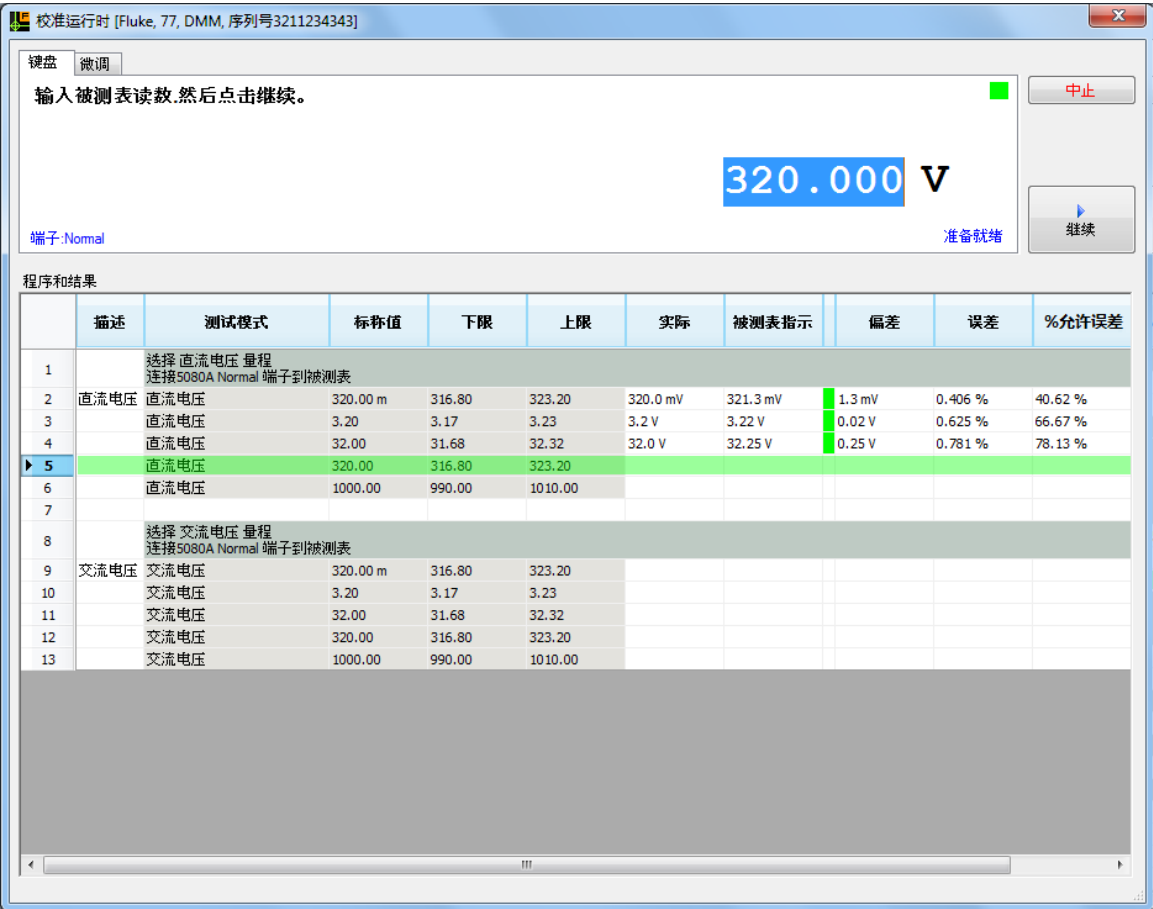 校准运行时 [Fluke, 77, DMM, 序列号3211234343]
键盘 微调
输入被测表读数.然后点击继续。
中止
320.000 V
继续
端子:Normal 准备就绪
程序和结果
描述 测试模式 标称值 下限 上限 实际 被测表指示 偏差 误差 %允许误差
1 选择 直流电压 量程
连接5080A Normal 端子到被测表
2 直流电压 直流电压 320.00 m 316.80 323.20 320.0 mV 321.3 mV 1.3 mV 0.406 % 40.62 %
3 直流电压 3.20 3.17 3.23 3.2 V 3.22 V 0.02 V 0.625 % 66.67 %
4 直流电压 32.00 31.68 32.32 32.0 V 32.25 V 0.25 V 0.781 % 78.13 %
5 直流电压 320.00 316.80 323.20
6 直流电压 1000.00 990.00 1010.00
7
8 选择 交流电压 量程
连接5080A Normal 端子到被测表
9 交流电压 交流电压 320.00 m 316.80 323.20
10 交流电压 3.20 3.17 3.23
11 交流电压 32.00 31.68 32.32
12 交流电压 320.00 316.80 323.20
13 交流电压 1000.00 990.00 1010.00